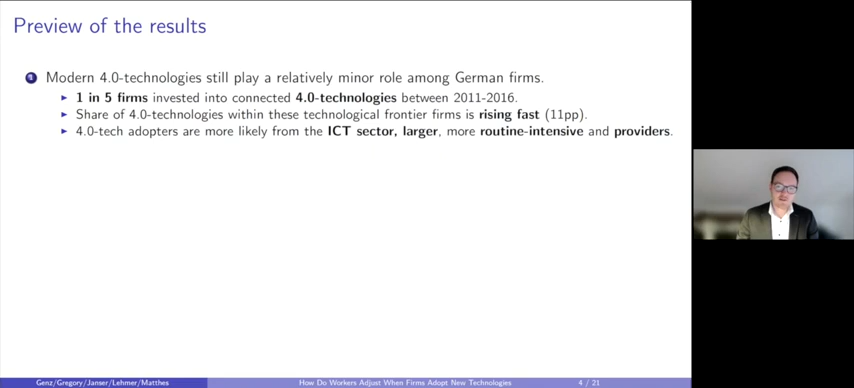 Preview of the results
1 Modern 4.0-technologies still play a relatively minor role among German firms.
▶ 1 in 5 firms invested into connected 4.0-technologies between 2011-2016.
▶ Share of 4.0-technologies within these technological frontier firms is rising fast (11pp).
▶ 4.0-tech adopters are more likely from the ICT sector, larger, more routine-intensive and providers.
Genz/Gregory/Janser/Lehmer/Matthes How Do Workers Adjust When Firms Adopt New Technologies 4 / 21